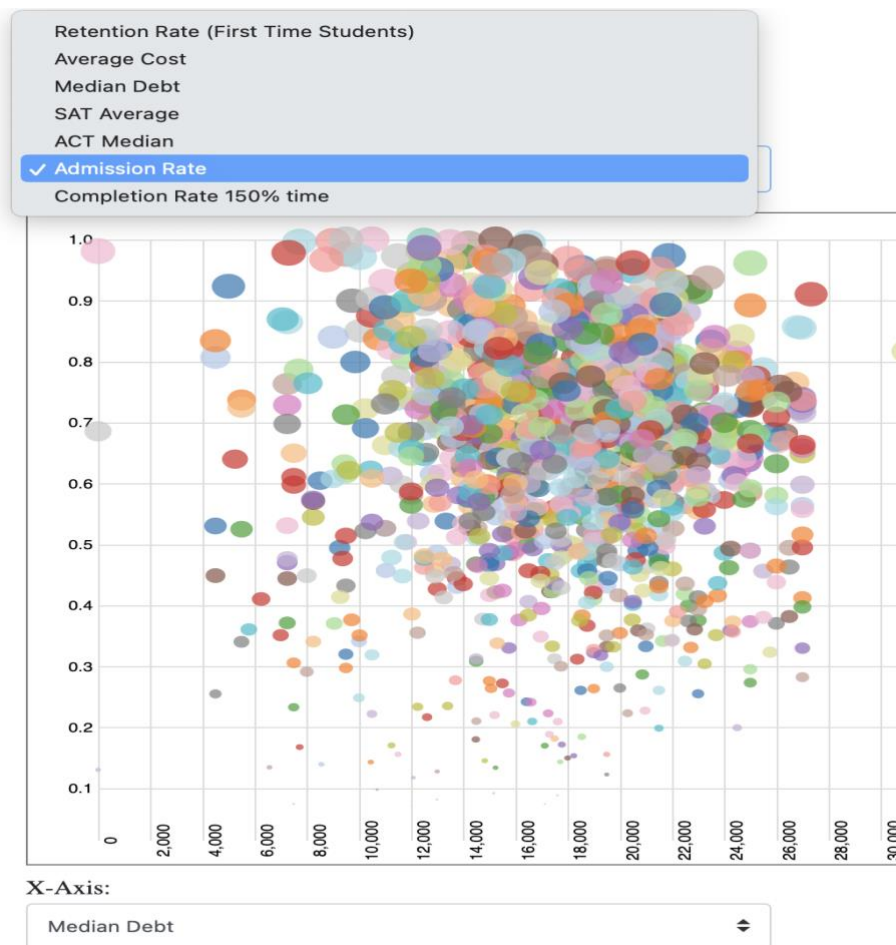 Retention Rate (First Time Students)
Average Cost
Median Debt
SAT Average
ACT Median
✓ Admission Rate
Completion Rate 150% time
1.0
0.9
0.8
0.7
0.6
0.5
0.4
0.3
0.2
0.1
0
2,000
4,000
6,000
8,000
10,000
12,000
14,000
16,000
18,000
20,000
22,000
24,000
26,000
28,000
X-Axis:
Median Debt